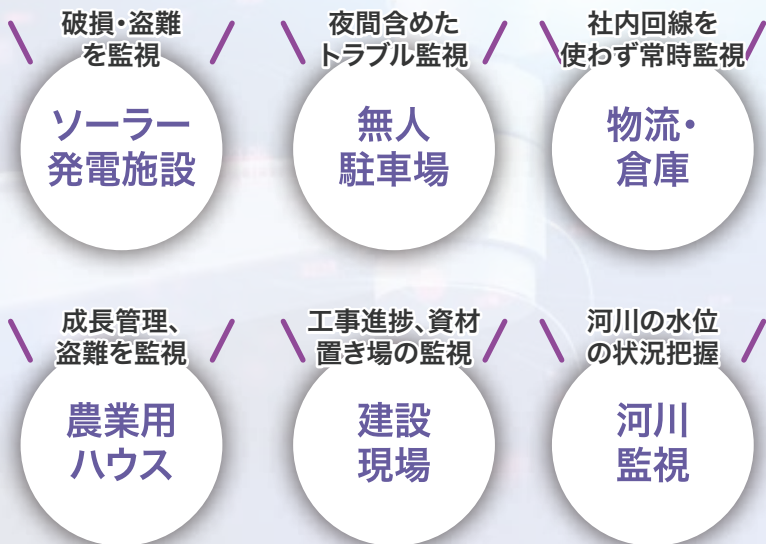 破損・盗難
を監視
ソーラー
発電施設
夜間含めた
トラブル監視
無人
駐車場
社内回線を
使わず常時監視
物流・
倉庫
成長管理、
盗難を監視
農業用
ハウス
工事進捗、資材
置き場の監視
建設
現場
河川の水位
の状況把握
河川
監視